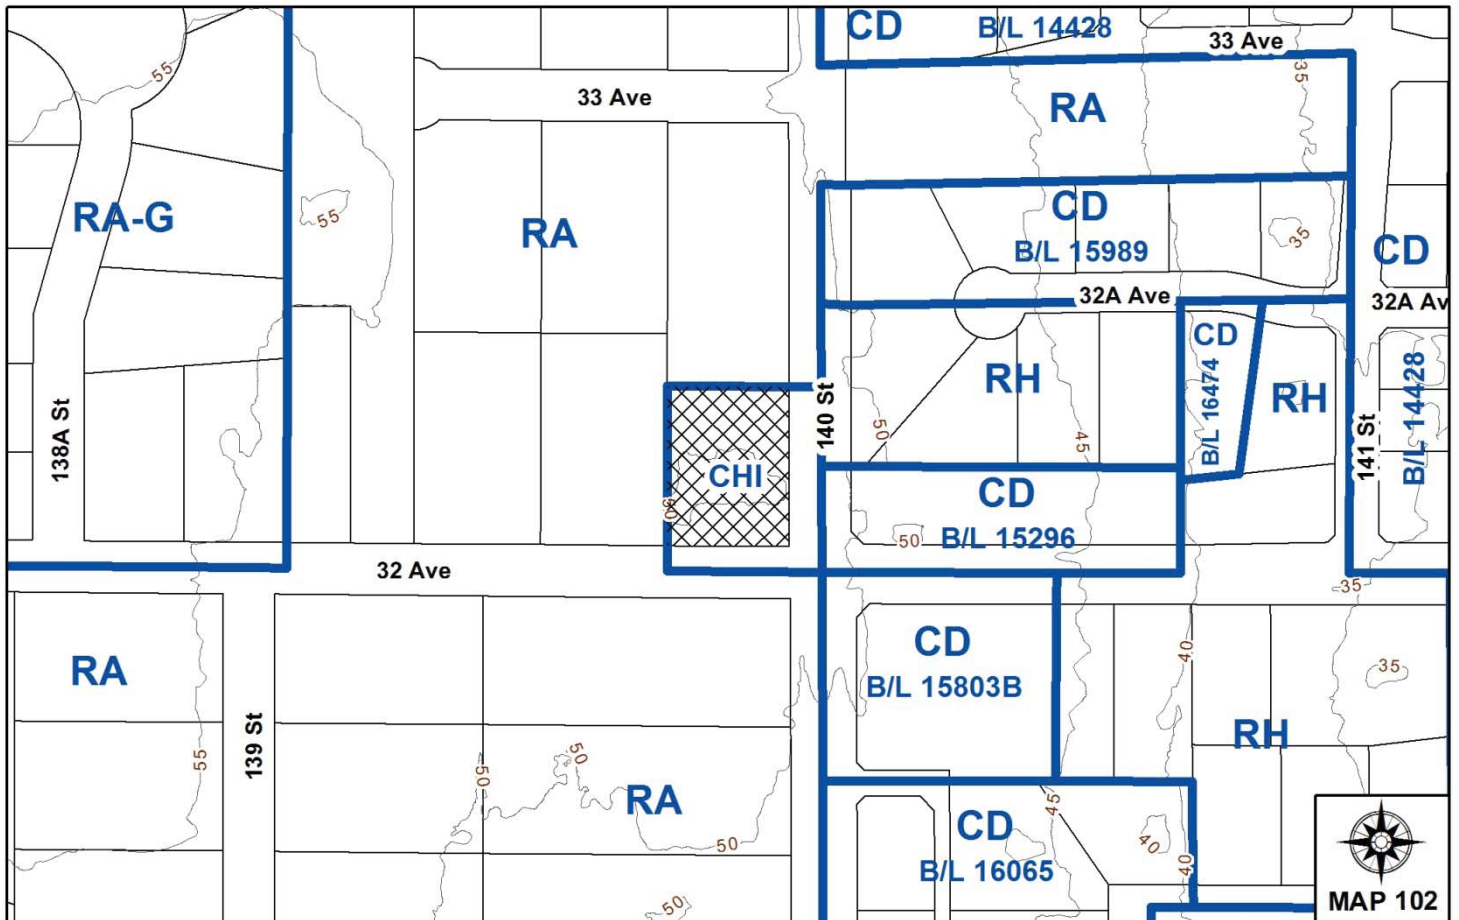 CD
B/L 14428
33 Ave
55
35
33 Ave
RA
RA-G
55
RA
CD
B/L 15989
35
CD
32A Ave
32A Av
CD
RH
RH
B/L 16474
B/L 14428
140 St
138A St
50
45
141 St
CHI
50
CD
B/L 15296
50
32 Ave
35
CD
B/L 15803B
40
35
RA
RH
139 St
55
50
50
RA
50
45
CD
B/L 16065
40
40
50
MAP 102